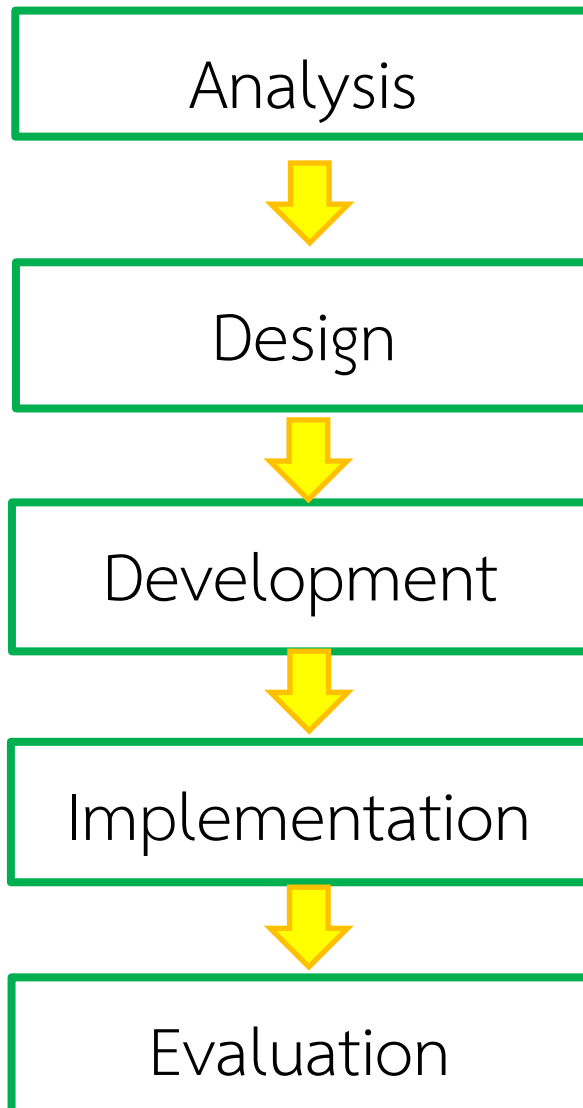 Analysis
Design
Development
Implementation
Evaluation